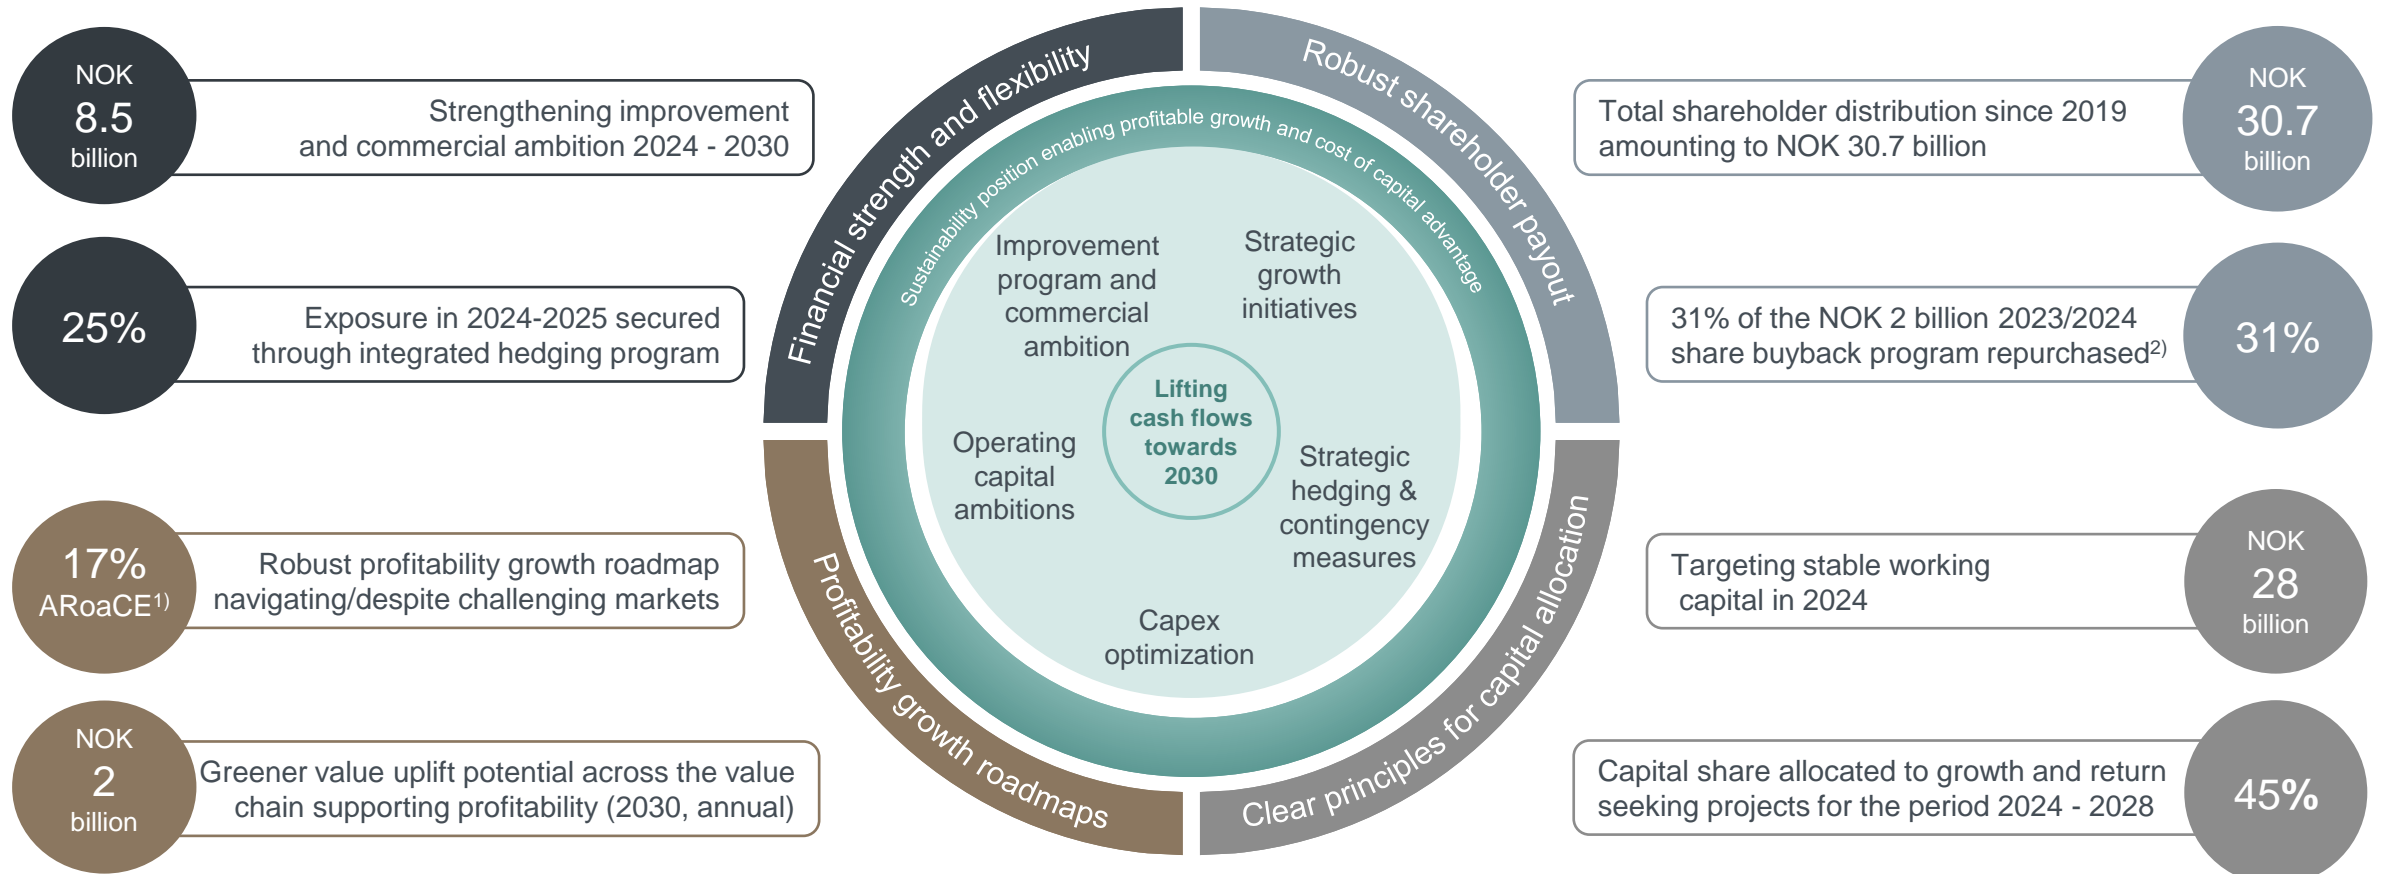 NOK
8.5
billion
Strengthening improvement
and commercial ambition 2024 - 2030
25%
Exposure in 2024-2025 secured
through integrated hedging program
17%
ARoaCE1)
Robust profitability growth roadmap
navigating/despite challenging markets
NOK
2
billion
Greener value uplift potential across the value
chain supporting profitability (2030, annual)
Financial strength and flexibility
Robust shareholder payout
Profitability growth roadmaps
Clear principles for capital allocation
Sustainability position enabling profitable growth and cost of capital advantage
Improvement
program and
commercial
ambition
Strategic
growth
initiatives
Lifting
cash flows
towards
2030
Operating
capital
ambitions
Strategic
hedging &
contingency
measures
Capex
optimization
Total shareholder distribution since 2019
amounting to NOK 30.7 billion
NOK
30.7
billion
31% of the NOK 2 billion 2023/2024
share buyback program repurchased2)
31%
Targeting stable working
capital in 2024
NOK
28
billion
Capital share allocated to growth and return
seeking projects for the period 2024 - 2028
45%